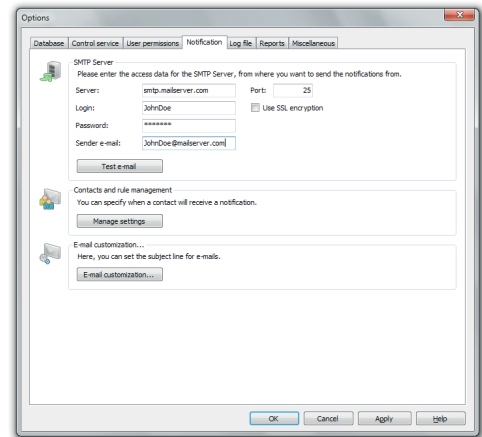 Options
Database Control service User permissions Notification Log file Reports Miscellaneous
SMTP Server
Please enter the access data for the SMTP Server, from where you want to send the notifications from.
Server: smtp.mailserver.com Port: 25
Login: JohnDoe Use SSL encryption
Password: *******
Sender e-mail: JohnDoe@mailserver.com
Test e-mail
Contacts and rule management
You can specify when a contact will receive a notification.
Manage settings
E-mail customization...
Here, you can set the subject line for e-mails.
E-mail customization...
OK Cancel Apply Help